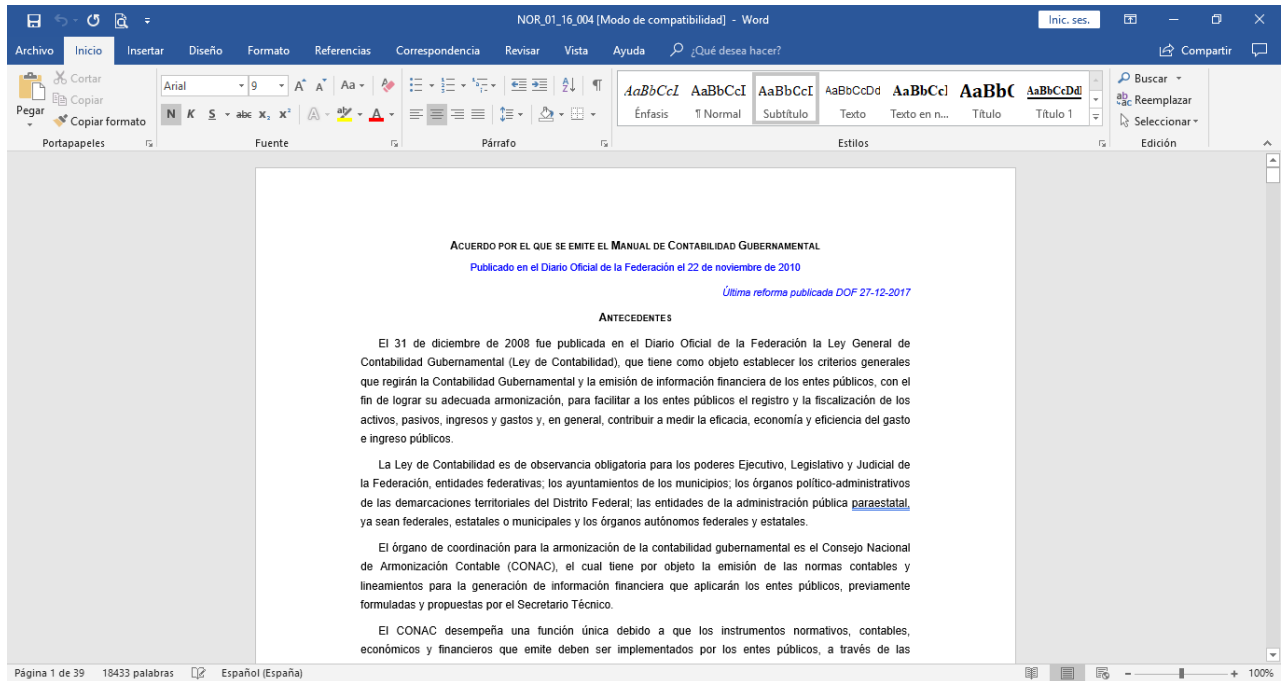 NOR_01_16_004 [Modo de compatibilidad] - Word
Inic. ses.
Archivo Inicio Insertar Diseño Formato Referencias Correspondencia Revisar Vista Ayuda ¿Qué desea hacer? Compartir
Pegar
Cortar
Copiar
Copiar formato
Portapapeles
Arial 9
N K S abc x₂ x²
Fuente
Párrafo
AaBbCcL AaBbCcI AaBbCcI AaBbCcDd AaBbCcl AaBb( AaBbCcDdI
Énfasis ¶ Normal Subtítulo Texto Texto en n... Título Título 1
Estilos
Buscar
Reemplazar
Seleccionar
Edición
ACUERDO POR EL QUE SE EMITE EL MANUAL DE CONTABILIDAD GUBERNAMENTAL
Publicado en el Diario Oficial de la Federación el 22 de noviembre de 2010
Última reforma publicada DOF 27-12-2017
ANTECEDENTES
El 31 de diciembre de 2008 fue publicada en el Diario Oficial de la Federación la Ley General de
Contabilidad Gubernamental (Ley de Contabilidad), que tiene como objeto establecer los criterios generales
que regirán la Contabilidad Gubernamental y la emisión de información financiera de los entes públicos, con el
fin de lograr su adecuada armonización, para facilitar a los entes públicos el registro y la fiscalización de los
activos, pasivos, ingresos y gastos y, en general, contribuir a medir la eficacia, economía y eficiencia del gasto
e ingreso públicos.
La Ley de Contabilidad es de observancia obligatoria para los poderes Ejecutivo, Legislativo y Judicial de
la Federación, entidades federativas; los ayuntamientos de los municipios; los órganos político-administrativos
de las demarcaciones territoriales del Distrito Federal; las entidades de la administración pública paraestatal,
ya sean federales, estatales o municipales y los órganos autónomos federales y estatales.
El órgano de coordinación para la armonización de la contabilidad gubernamental es el Consejo Nacional
de Armonización Contable (CONAC), el cual tiene por objeto la emisión de las normas contables y
lineamientos para la generación de información financiera que aplicarán los entes públicos, previamente
formuladas y propuestas por el Secretario Técnico.
El CONAC desempeña una función única debido a que los instrumentos normativos, contables,
económicos y financieros que emite deben ser implementados por los entes públicos, a través de las
Página 1 de 39 18433 palabras Español (España) 100%